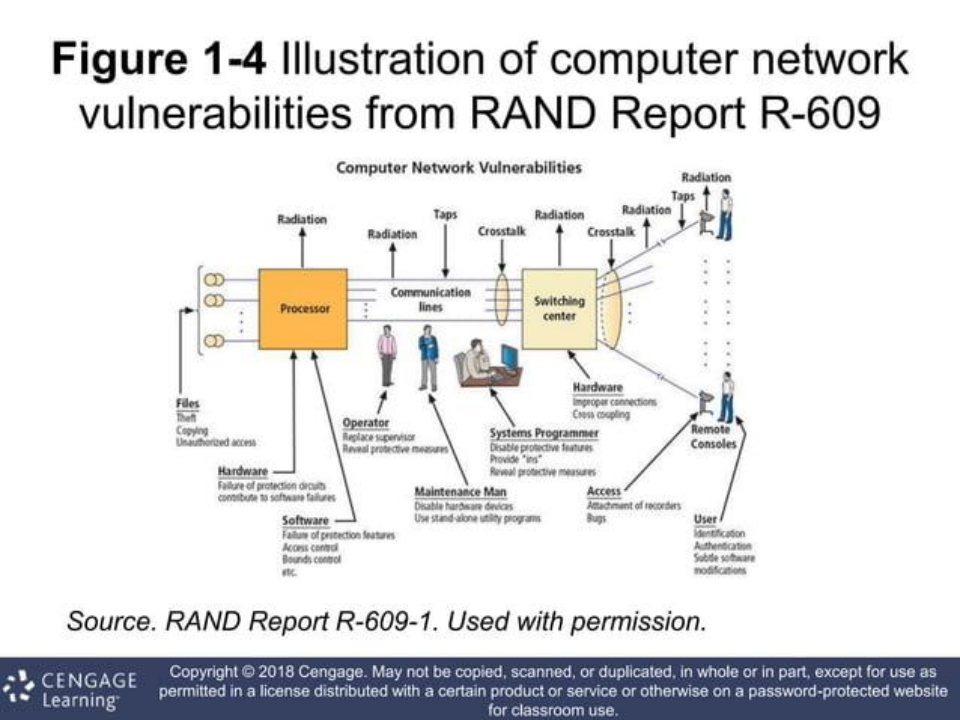 Figure 1-4 Illustration of computer network
vulnerabilities from RAND Report R-609
Computer Network Vulnerabilities
Radiation
Taps
Radiation
Taps
Radiation
Radiation
Radiation
Crosstalk
Crosstalk
Processor
Communication
lines
Switching
center
Files
Theft
Copying
Unauthorized access
Hardware
Failure of protection circuits
contribute to software failures
Software
Failure of protection features
Access control
Bounds control
etc.
Operator
Replace supervisor
Reveal protective measures
Maintenance Man
Disable hardware devices
Use stand-alone utility programs
Systems Programmer
Disable protective features
Provide "ins"
Reveal protective measures
Hardware
Improper connections
Cross coupling
Access
Attachment of recorders
Bugs
Remote
Consoles
User
Identification
Authentication
Subtle software
modifications
Source. RAND Report R-609-1. Used with permission.
CENGAGE
Learning
Copyright © 2018 Cengage. May not be copied, scanned, or duplicated, in whole or in part, except for use as
permitted in a license distributed with a certain product or service or otherwise on a password-protected website
for classroom use.